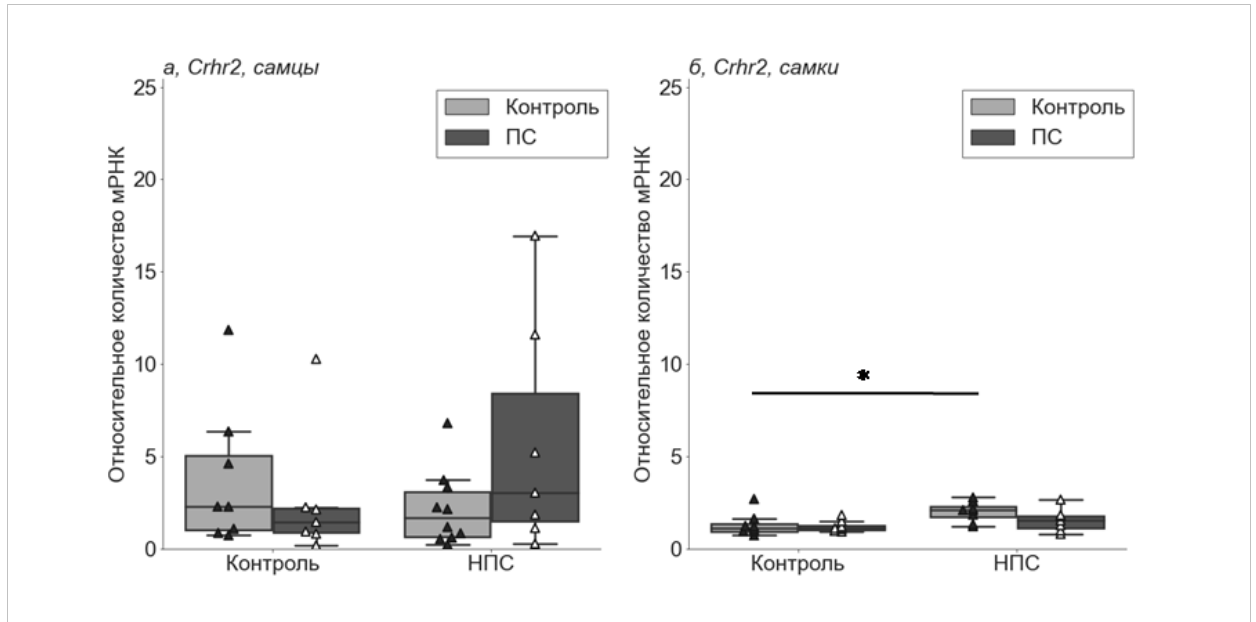 а, Crhr2, самцы
25
20
15
10
5
0
Относительное количество мРНК
Контроль
ПС
Контроль
НПС
б, Crhr2, самки
25
20
15
10
5
0
Относительное количество мРНК
Контроль
ПС
*
Контроль
НПС